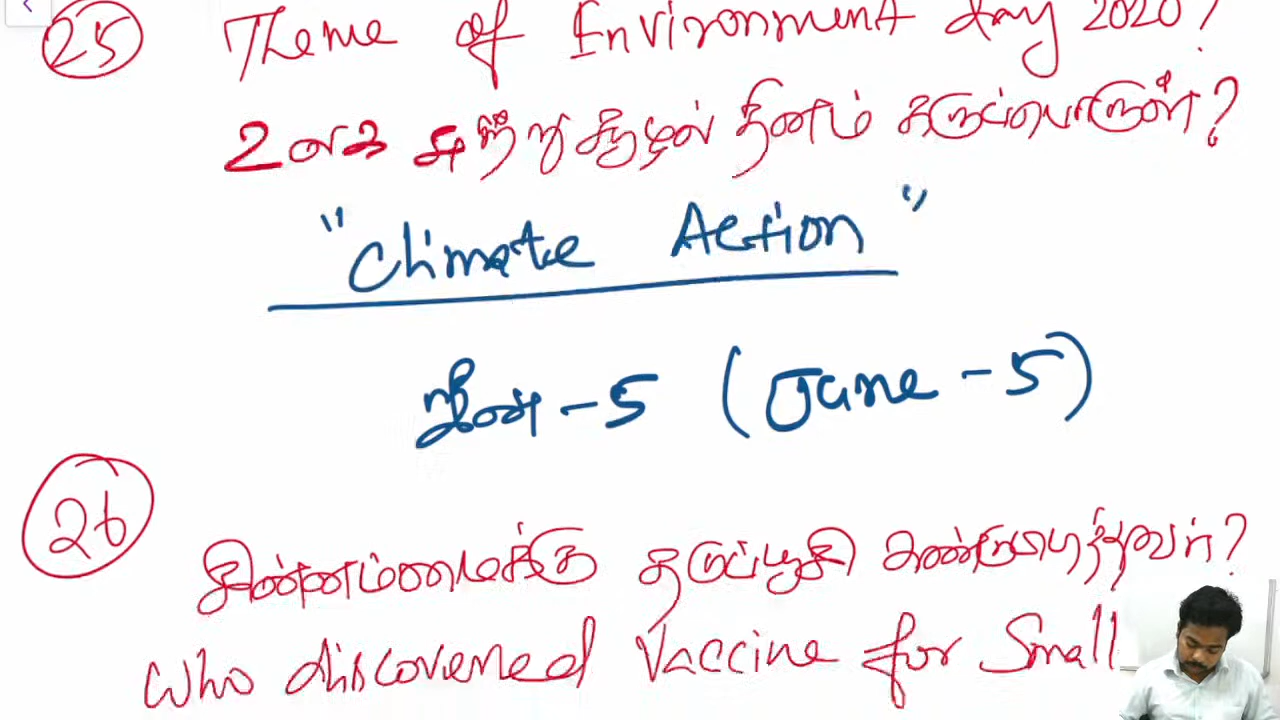 25 Theme of Environment day 2020?
உலக சுற்றுசூழல் தினம் கருப்பொருள்?
"Climate Action"
ஜீன் -5 (June -5)
26
சின்னம்மைக்கு தடுப்பூசி கண்டுபிடித்தவர்?
Who discovered Vaccine for Small